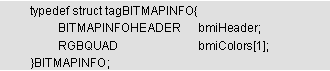 typedef struct tagBITMAPINFO{
BITMAPINFOHEADER bmiHeader;
RGBQUAD bmiColors[1];
}BITMAPINFO;